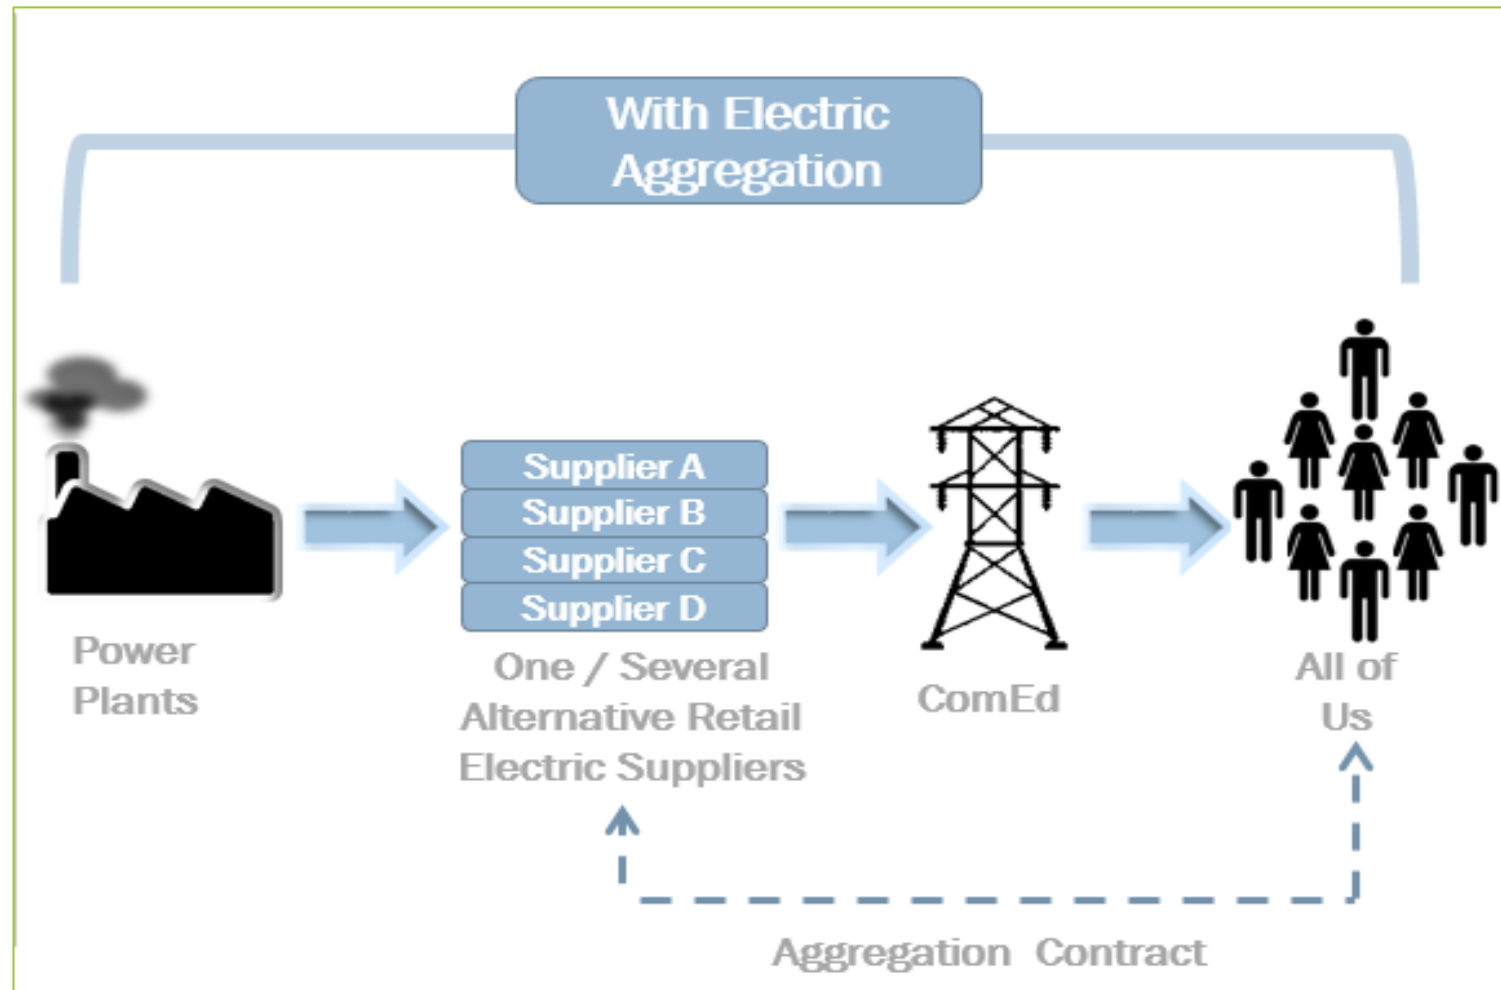 With Electric
Aggregation
Supplier A
Supplier B
Supplier C
Supplier D
Power
Plants
One / Several
Alternative Retail
Electric Suppliers
ComEd
All of
Us
Aggregation Contract